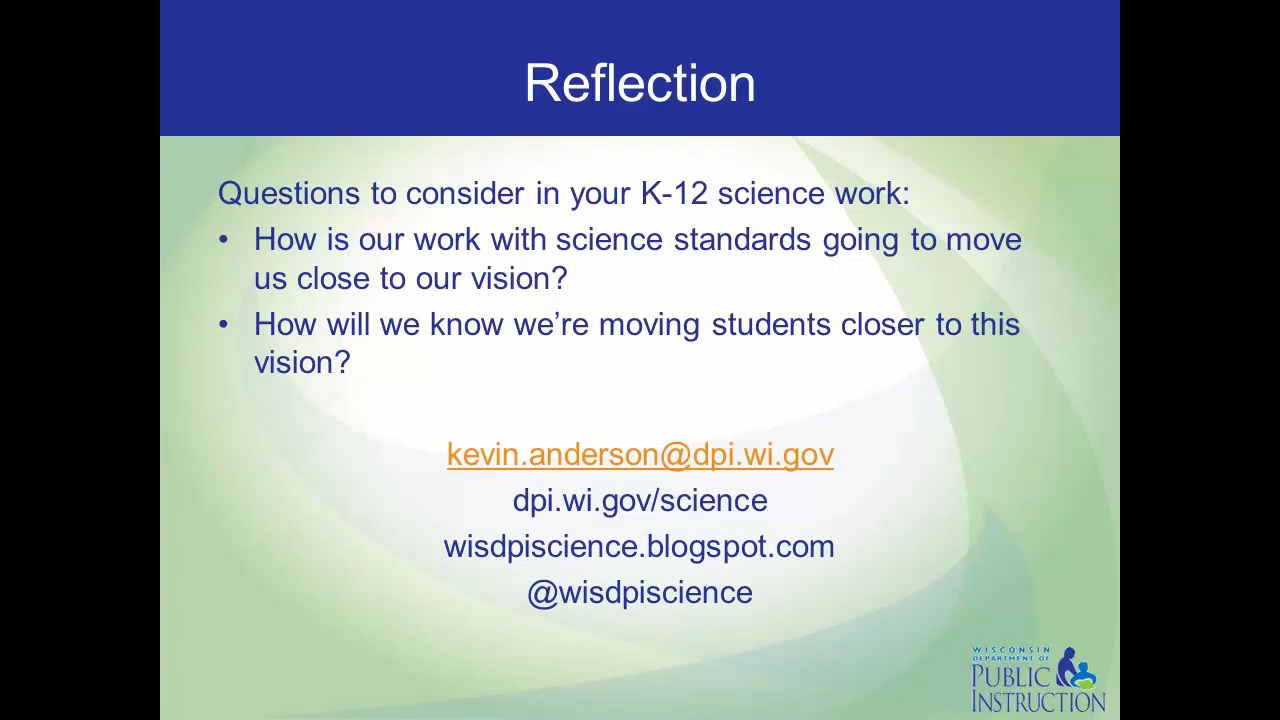 Reflection
Questions to consider in your K-12 science work:
• How is our work with science standards going to move
us close to our vision?
• How will we know we’re moving students closer to this
vision?
kevin.anderson@dpi.wi.gov
dpi.wi.gov/science
wisdpiscience.blogspot.com
@wisdpiscience
WISCONSIN
DEPARTMENT OF
PUBLIC
INSTRUCTION